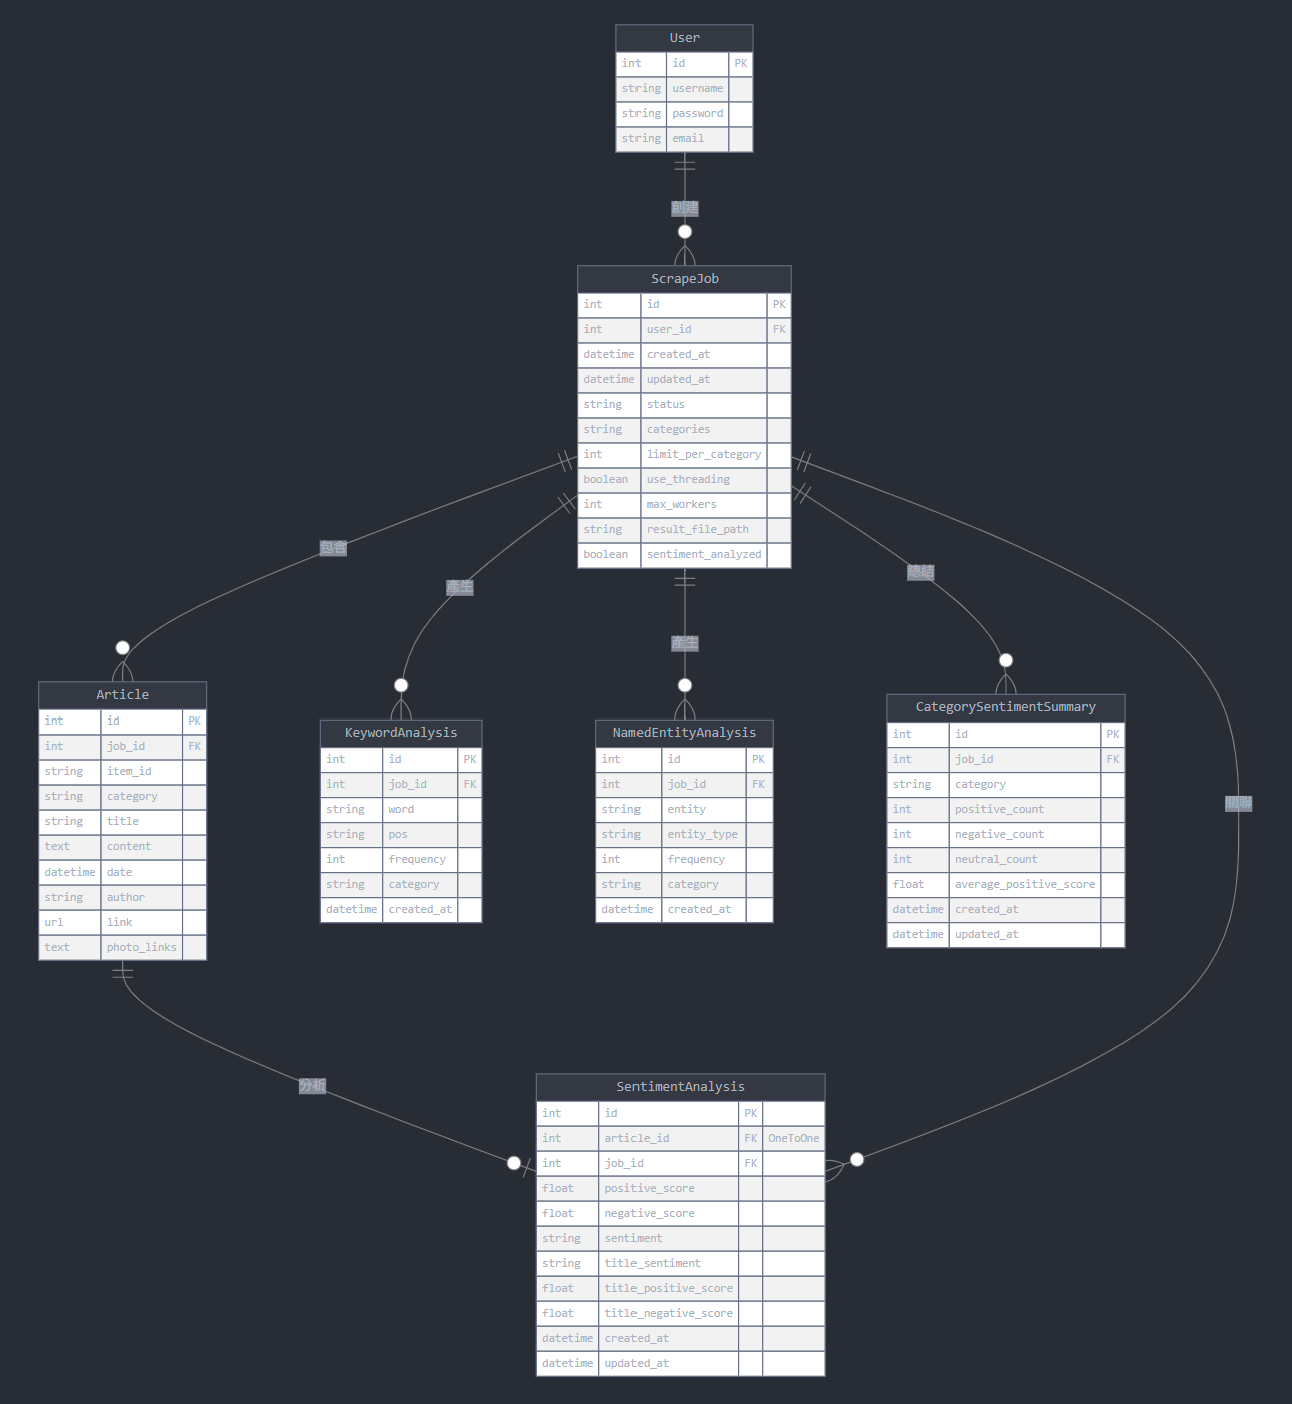 User
int id PK
string username
string password
string email
創建
ScrapeJob
int id PK
int user_id FK
datetime created_at
datetime updated_at
string status
string categories
int limit_per_category
boolean use_threading
int max_workers
string result_file_path
boolean sentiment_analyzed
包含
產生
產生
總結
關聯
Article
int id PK
int job_id FK
string item_id
string category
string title
text content
datetime date
string author
url link
text photo_links
KeywordAnalysis
int id PK
int job_id FK
string word
string pos
int frequency
string category
datetime created_at
NamedEntityAnalysis
int id PK
int job_id FK
string entity
string entity_type
int frequency
string category
datetime created_at
CategorySentimentSummary
int id PK
int job_id FK
string category
int positive_count
int negative_count
int neutral_count
float average_positive_score
datetime created_at
datetime updated_at
分析
SentimentAnalysis
int id PK
int article_id FK OneToOne
int job_id FK
float positive_score
float negative_score
string sentiment
string title_sentiment
float title_positive_score
float title_negative_score
datetime created_at
datetime updated_at